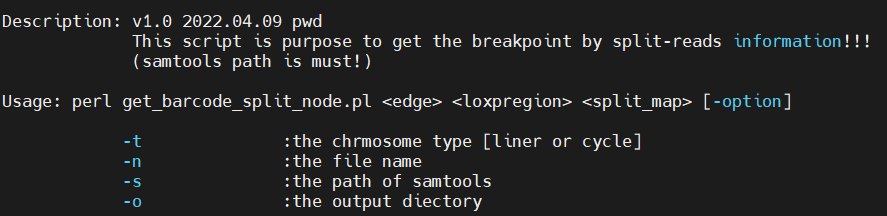 Description: v1.0 2022.04.09 pwd
This script is purpose to get the breakpoint by split-reads information!!!
(samtools path is must!)
Usage: perl get_barcode_split_node.pl <edge> <loxpregion> <split_map> [-option]
-t :the chrmosome type [liner or cycle]
-n :the file name
-s :the path of samtools
-o :the output diectory